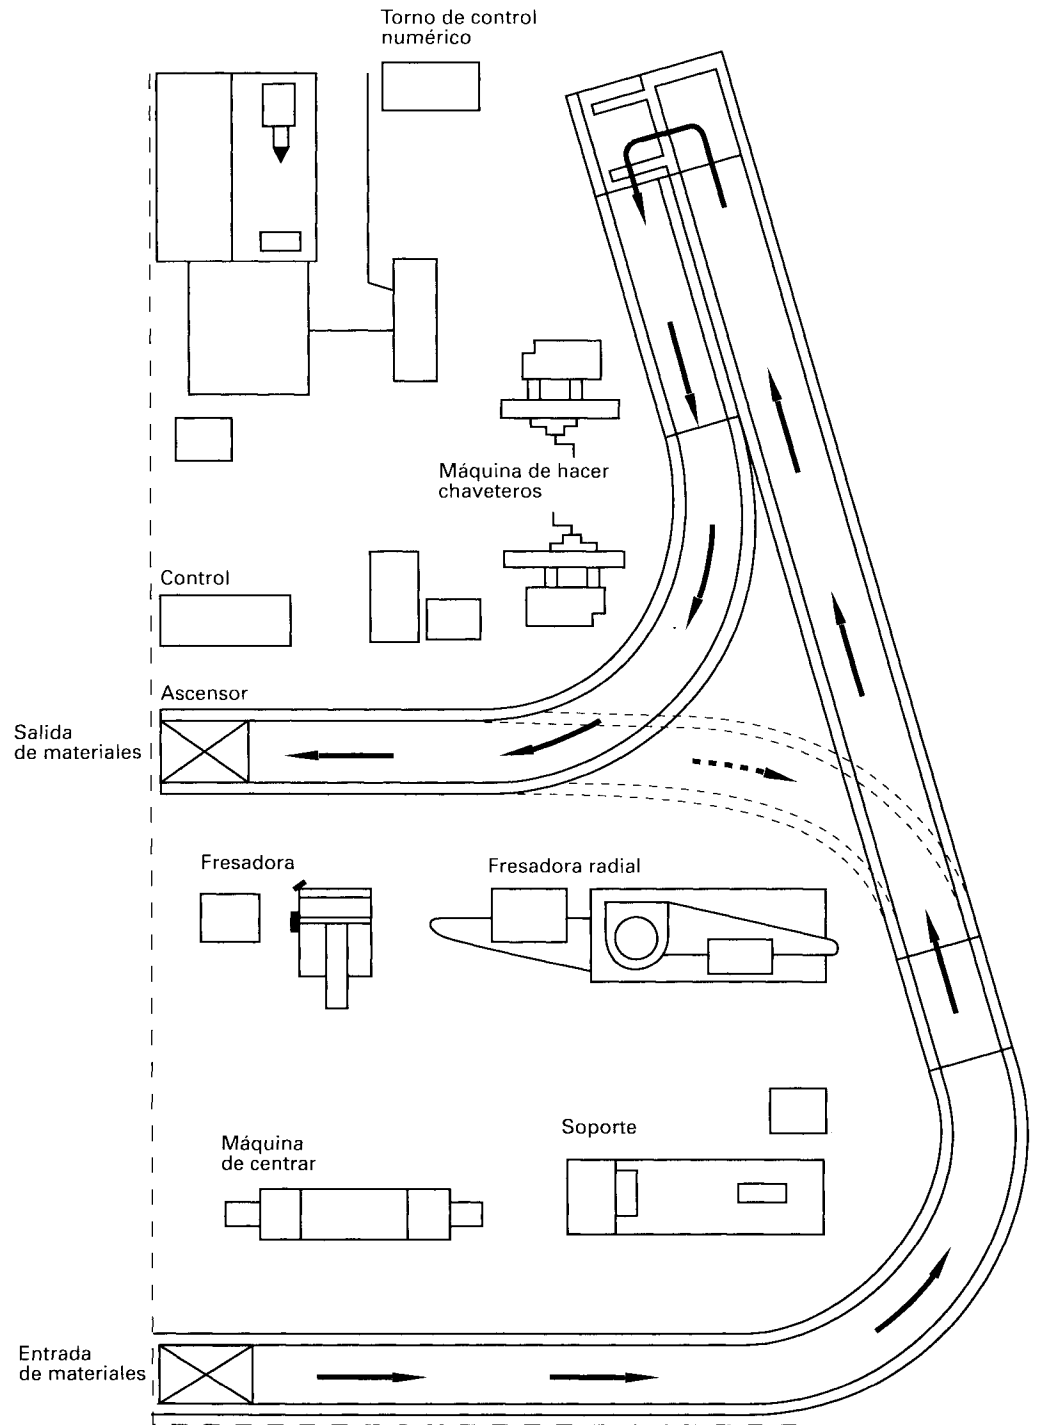 Torno de control
numérico
Máquina de hacer
chaveteros
Control
Ascensor
Salida
de materiales
Fresadora
Fresadora radial
Máquina
de centrar
Soporte
Entrada
de materiales